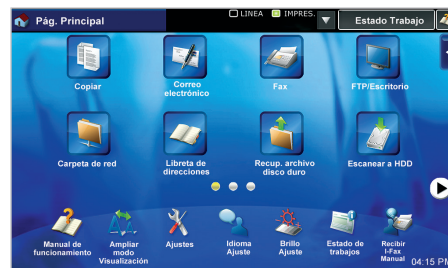 Pág. Principal
LINEA
IMPRES.
Estado Trabajo
Copiar
Correo
electrónico
Fax
FTP/Escritorio
Carpeta de red
Libreta de
direcciones
Recup. archivo
disco duro
Escanear a HDD
Manual de
funcionamiento
Ampliar
modo
Visualización
Ajustes
Idioma
Ajuste
Brillo
Ajuste
Estado de
trabajos
Recibir
I-Fax
Manual
04:15 PM